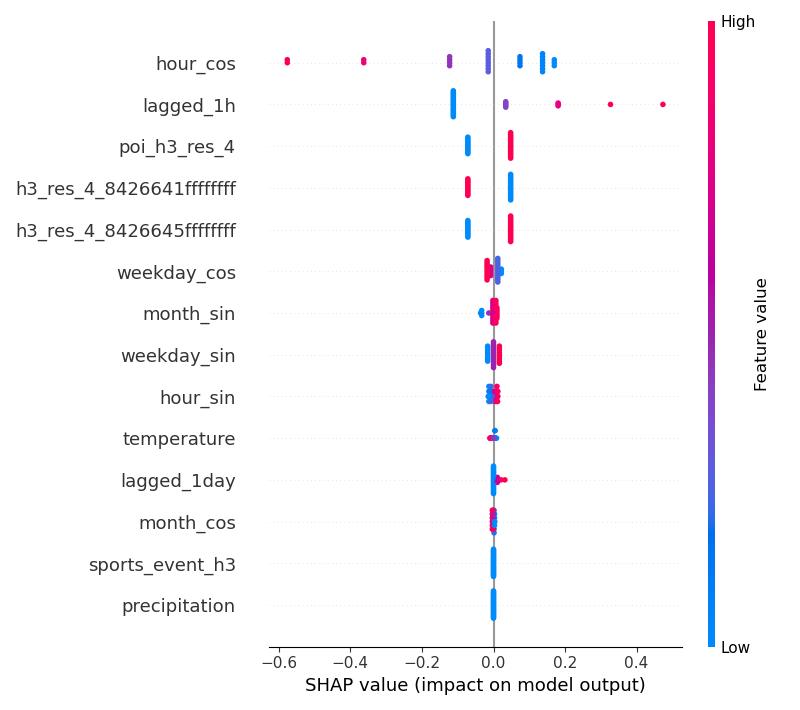 High
hour_cos
lagged_1h
poi_h3_res_4
h3_res_4_8426641ffffffff
h3_res_4_8426645ffffffff
weekday_cos
month_sin
weekday_sin
hour_sin
temperature
lagged_1day
month_cos
sports_event_h3
precipitation
Feature value
Low
−0.6 −0.4 −0.2 0.0 0.2 0.4
SHAP value (impact on model output)